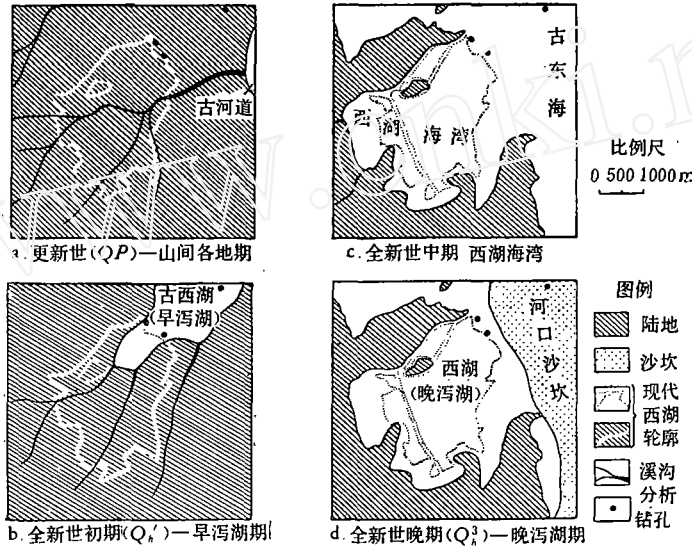 古河道
a. 更新世(QP)—山间各地期
古东海
西湖海湾
c. 全新世中期 西湖海湾
比例尺
0 500 1000m
古西湖
(早泻湖)
b. 全新世初期(Qh′)—早泻湖期
西湖
(晚泻湖)
河口沙坎
d. 全新世晚期(Qh³)—晚泻湖期
图例
陆地
沙坎
现代
西湖
轮廓
溪沟
分析
钻孔